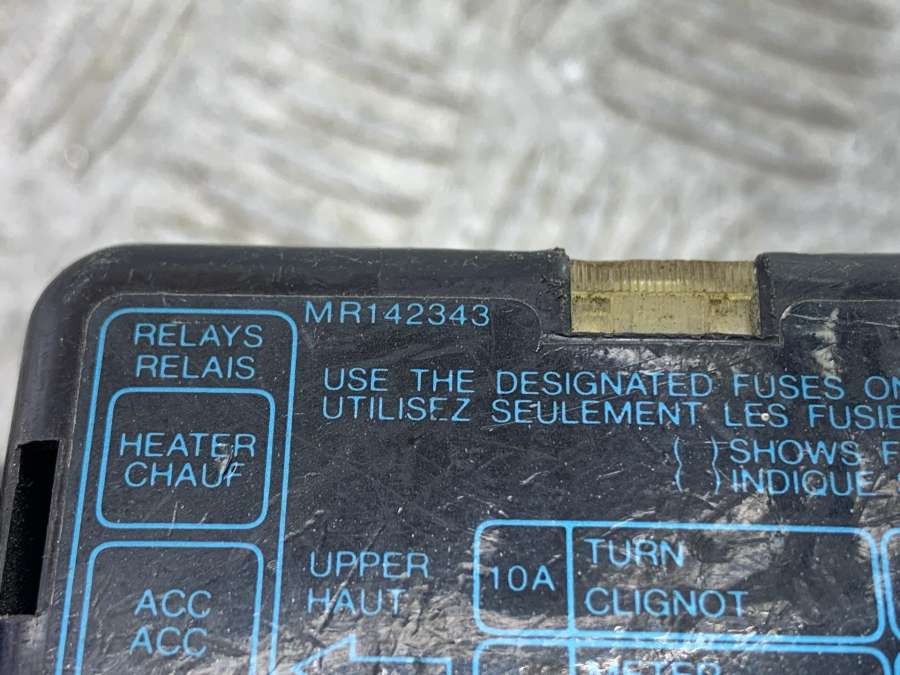 MR142343
RELAYS
RELAIS
USE THE DESIGNATED FUSES
UTILISEZ SEULEMENT LES
HEATER
CHAUF
( ) SHOWS
( ) INDIQUE
UPPER
HAUT
10A
TURN
CLIGNOT
ACC
ACC
METER